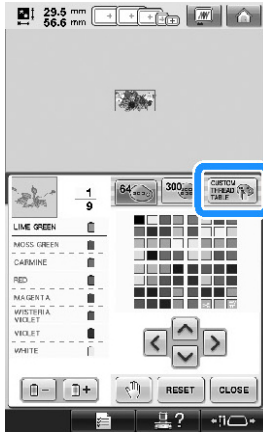 29.5 mm
56.6 mm
1
9
64
300
CUSTOM
THREAD
TABLE
LIME GREEN
MOSS GREEN
CARMINE
RED
MAGENTA
WISTERIA
VIOLET
VIOLET
WHITE
-
+
RESET
CLOSE
?